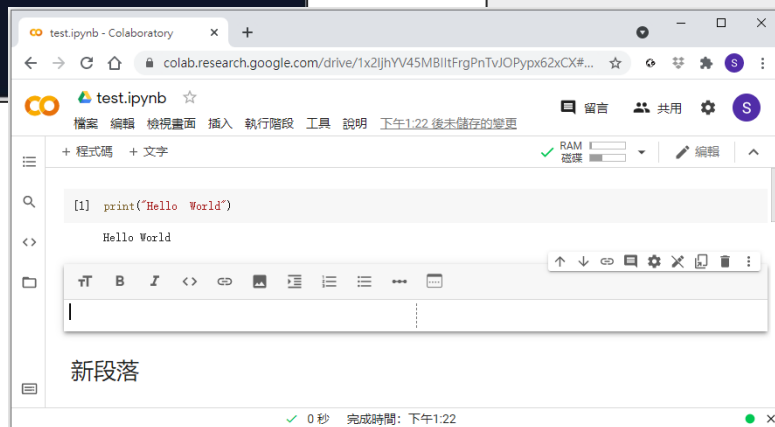 test.ipynb - Colaboratory
colab.research.google.com/drive/1x2ljhYV45MBlItFrgPnTvJOPypx62xCX#...
S
test.ipynb
留言
共用
S
檔案 編輯 檢視畫面 插入 執行階段 工具 說明 下午1:22 後未儲存的變更
+ 程式碼 + 文字
RAM
磁碟
編輯
[1] print("Hello World")
Hello World
新段落
0 秒 完成時間：下午1:22